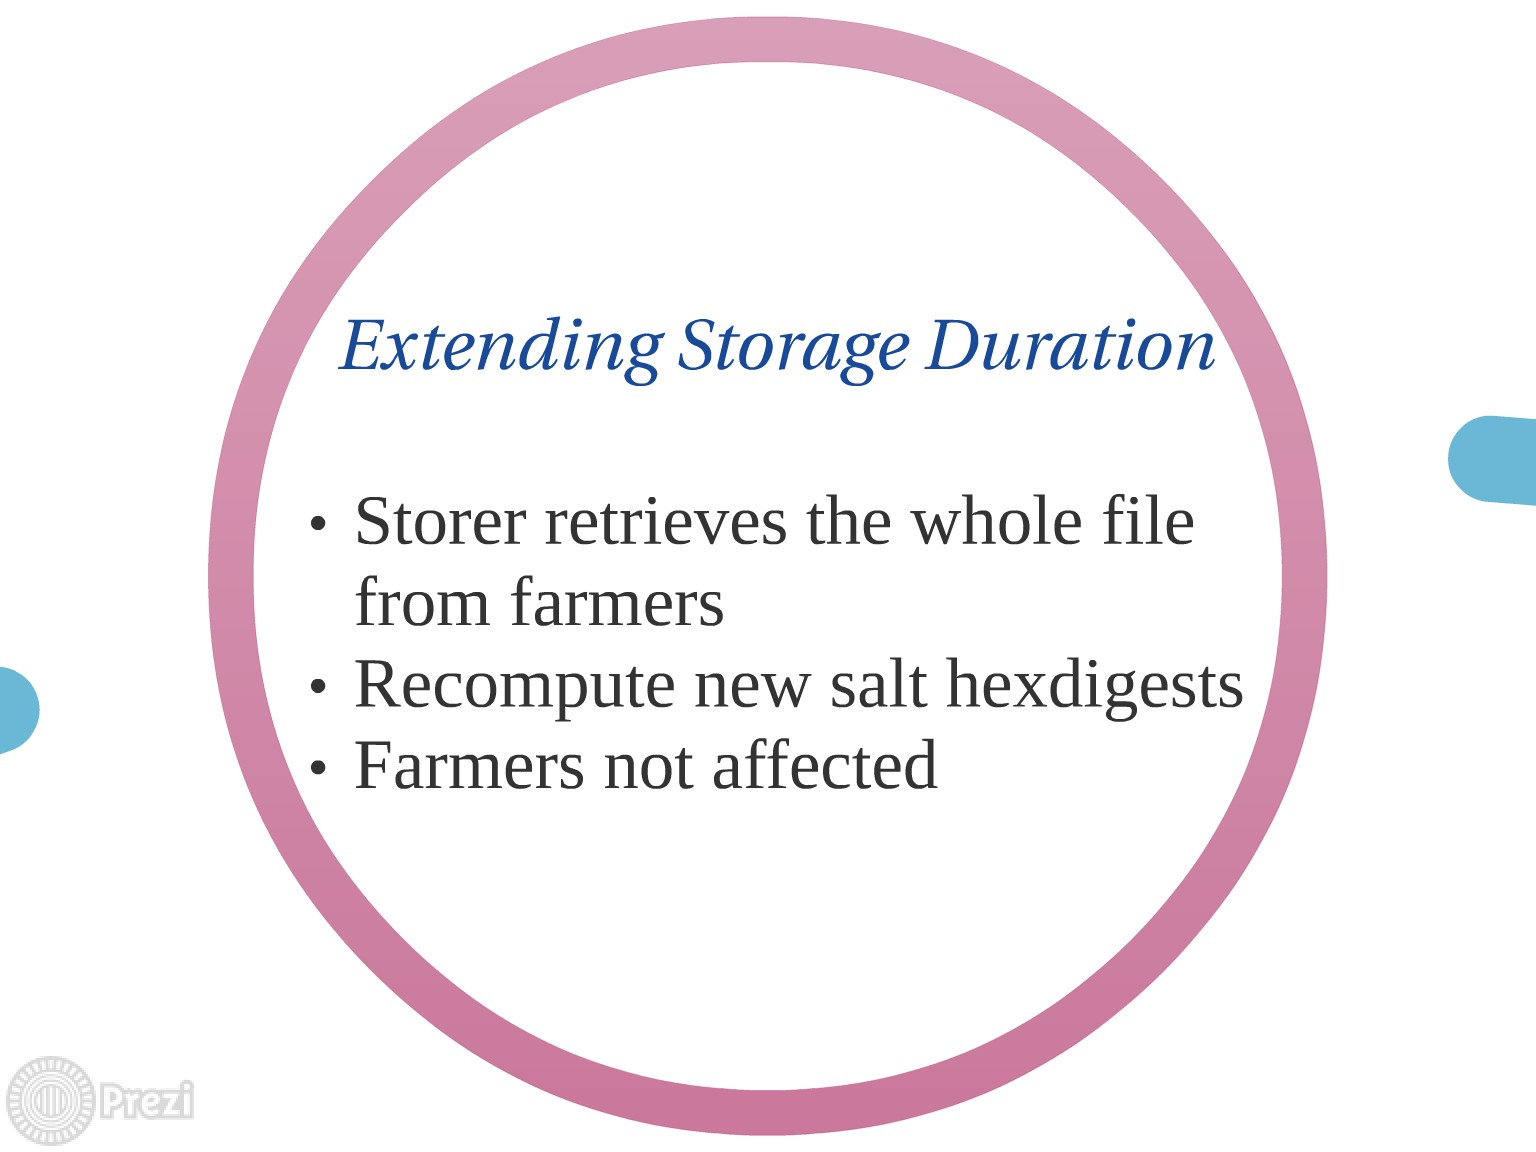 Extending Storage Duration
• Storer retrieves the whole file
from farmers
• Recompute new salt hexdigests
• Farmers not affected
Prezi